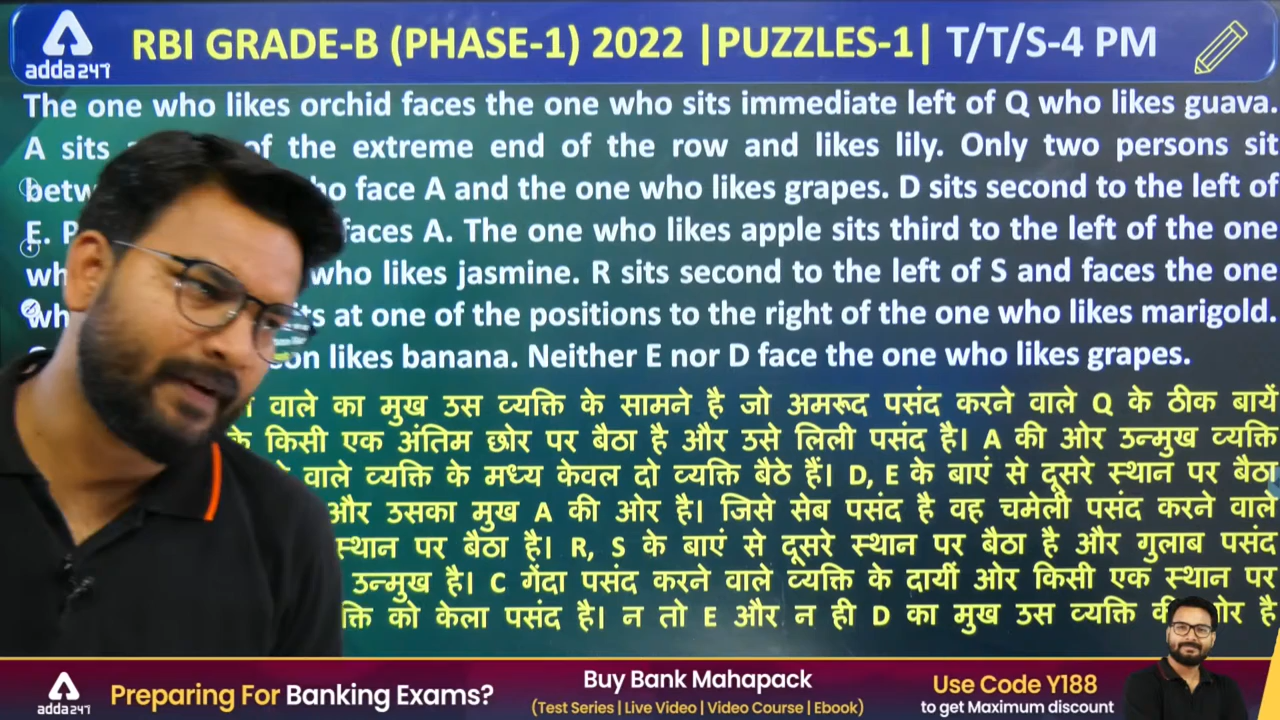 adda247
RBI GRADE-B (PHASE-1) 2022 |PUZZLES-1| T/T/S-4 PM
The one who likes orchid faces the one who sits immediate left of Q who likes guava.
A sits of the extreme end of the row and likes lily. Only two persons sit
face A and the one who likes grapes. D sits second to the left of
E. faces A. The one who likes apple sits third to the left of the one
who likes jasmine. R sits second to the left of S and faces the one
at one of the positions to the right of the one who likes marigold.
likes banana. Neither E nor D face the one who likes grapes.
वाले का मुख उस व्यक्ति के सामने है जो अमरूद पसंद करने वाले Q के ठीक बायें
के किसी एक अंतिम छोर पर बैठा है और उसे लिली पसंद है। A की ओर उन्मुख व्यक्ति
वाले व्यक्ति के मध्य केवल दो व्यक्ति बैठे हैं। D, E के बाएं से दूसरे स्थान पर बैठा
और उसका मुख A की ओर है। जिसे सेब पसंद है वह चमेली पसंद करने वाले
स्थान पर बैठा है। R, S के बाएं से दूसरे स्थान पर बैठा है और गुलाब पसंद
उन्मुख है। C गेंदा पसंद करने वाले व्यक्ति के दायीं ओर किसी एक स्थान पर
को केला पसंद है। न तो E और न ही D का मुख उस व्यक्ति की है
adda247
Preparing For Banking Exams?
Buy Bank Mahapack
(Test Series | Live Video | Video Course | Ebook)
Use Code Y188
to get Maximum discount